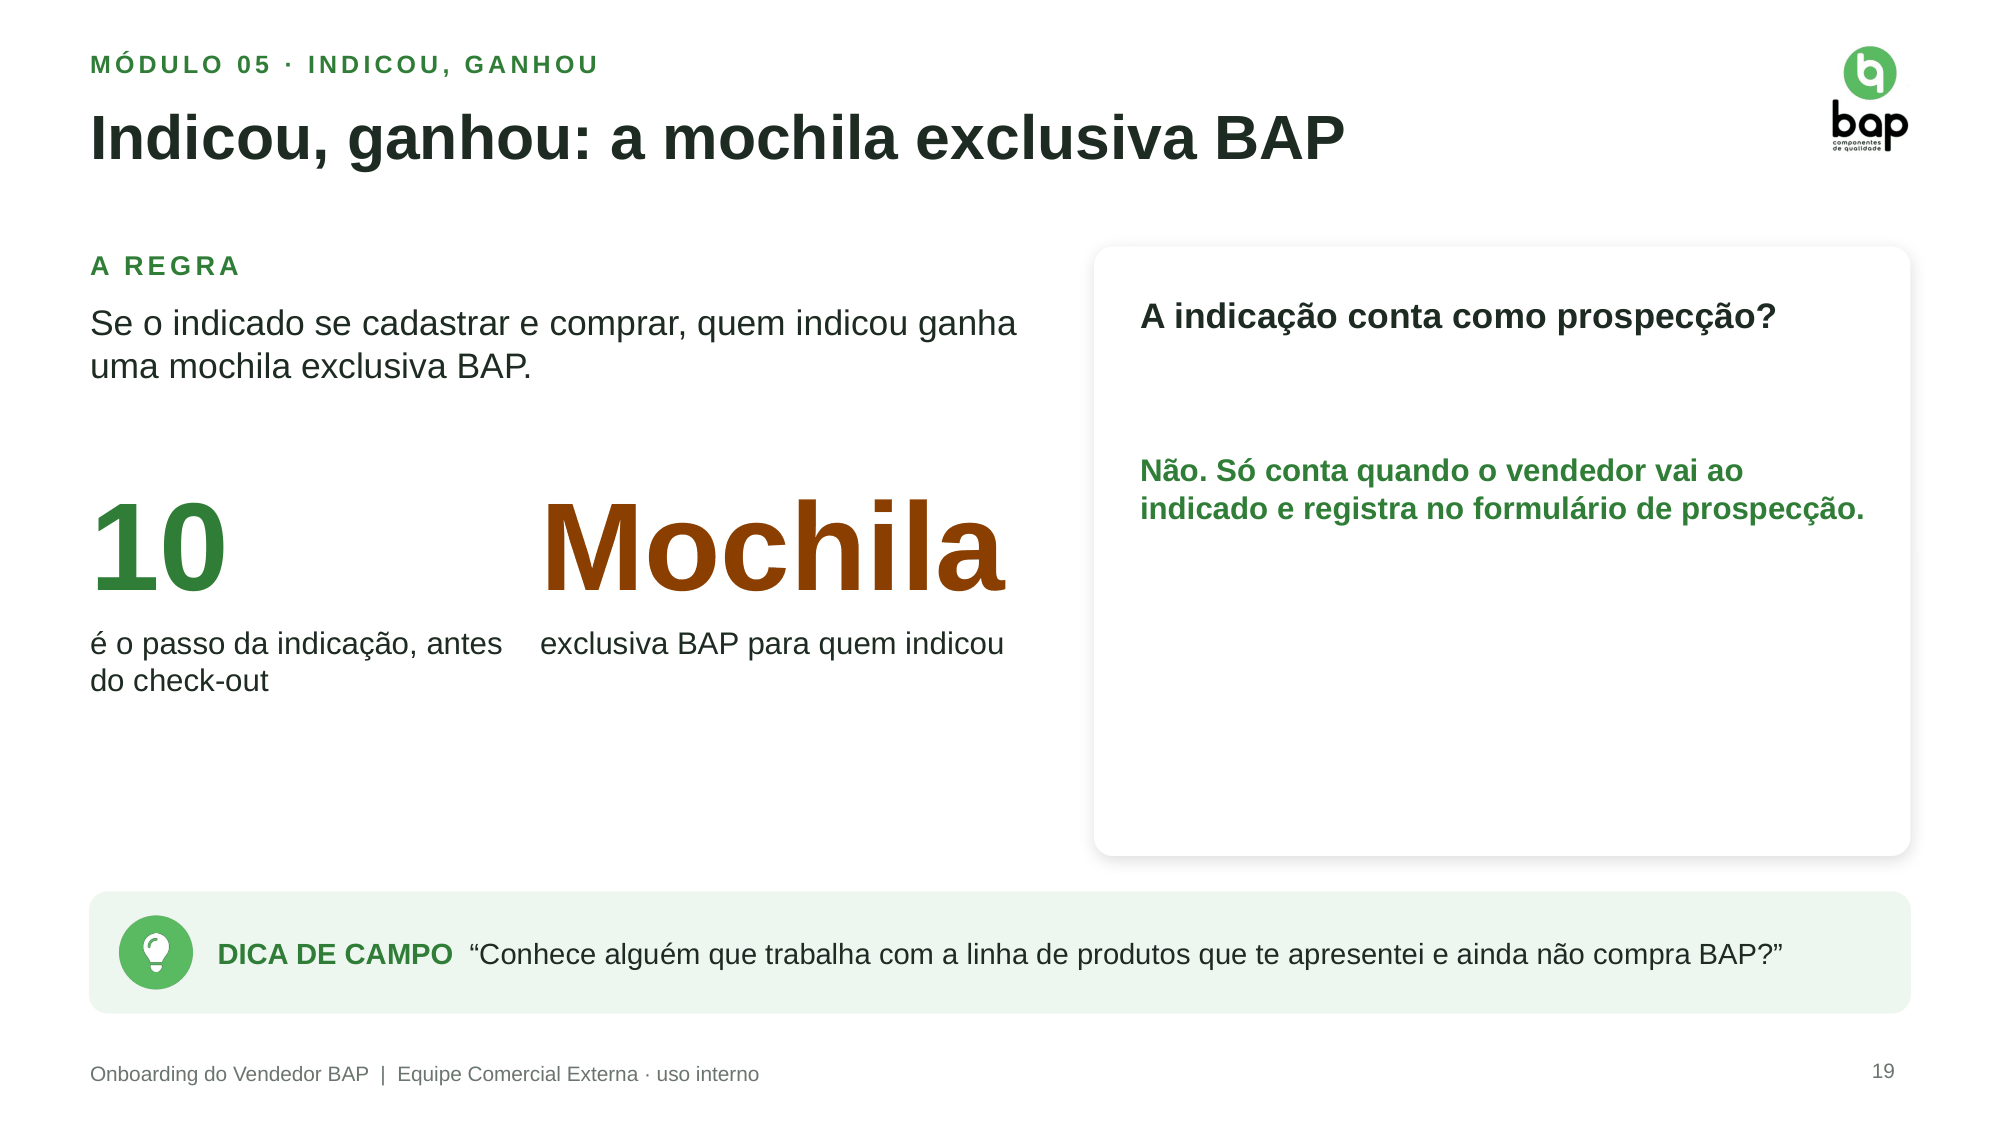 MÓDULO 05 · INDICOU, GANHOU
Indicou, ganhou: a mochila exclusiva BAP
bap
componentes
de qualidade
A REGRA
Se o indicado se cadastrar e comprar, quem indicou ganha
uma mochila exclusiva BAP.
10
é o passo da indicação, antes
do check-out
Mochila
exclusiva BAP para quem indicou
A indicação conta como prospecção?
Não. Só conta quando o vendedor vai ao
indicado e registra no formulário de prospecção.
DICA DE CAMPO “Conhece alguém que trabalha com a linha de produtos que te apresentei e ainda não compra BAP?”
Onboarding do Vendedor BAP | Equipe Comercial Externa · uso interno
19